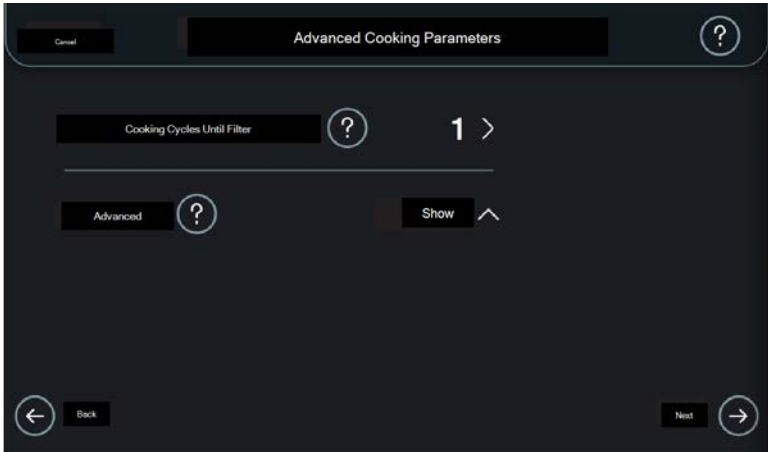 Cancel
Advanced Cooking Parameters
?
Cooking Cycles Until Filter
?
1
Advanced
?
Show
Back
Next